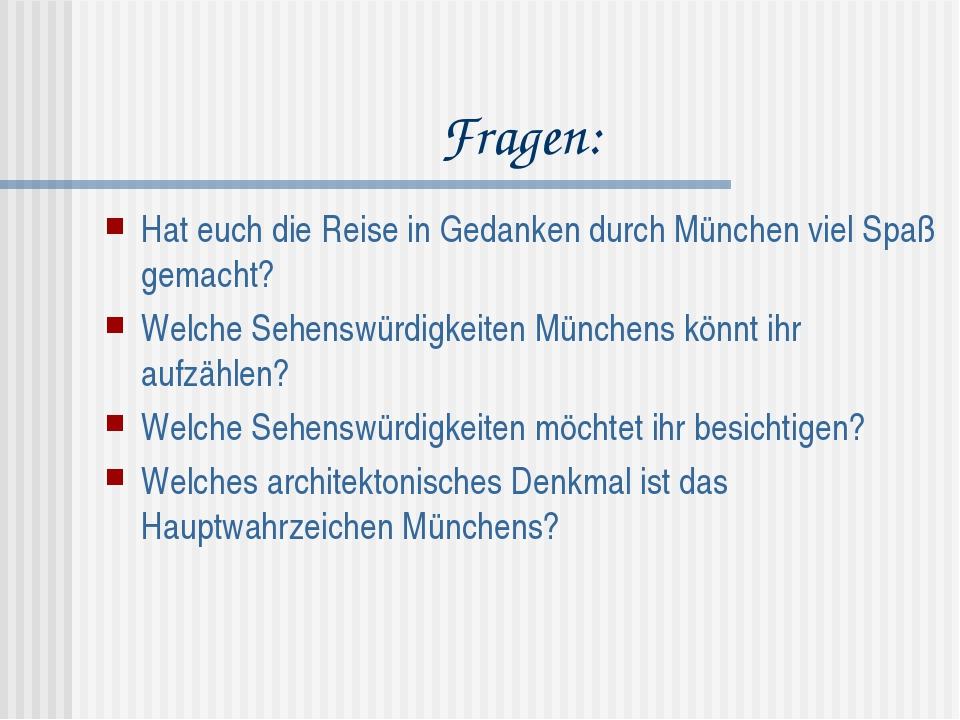 Fragen:
Hat euch die Reise in Gedanken durch München viel Spaß
gemacht?
Welche Sehenswürdigkeiten Münchens könnt ihr
aufzählen?
Welche Sehenswürdigkeiten möchtet ihr besichtigen?
Welches architektonisches Denkmal ist das
Hauptwahrzeichen Münchens?